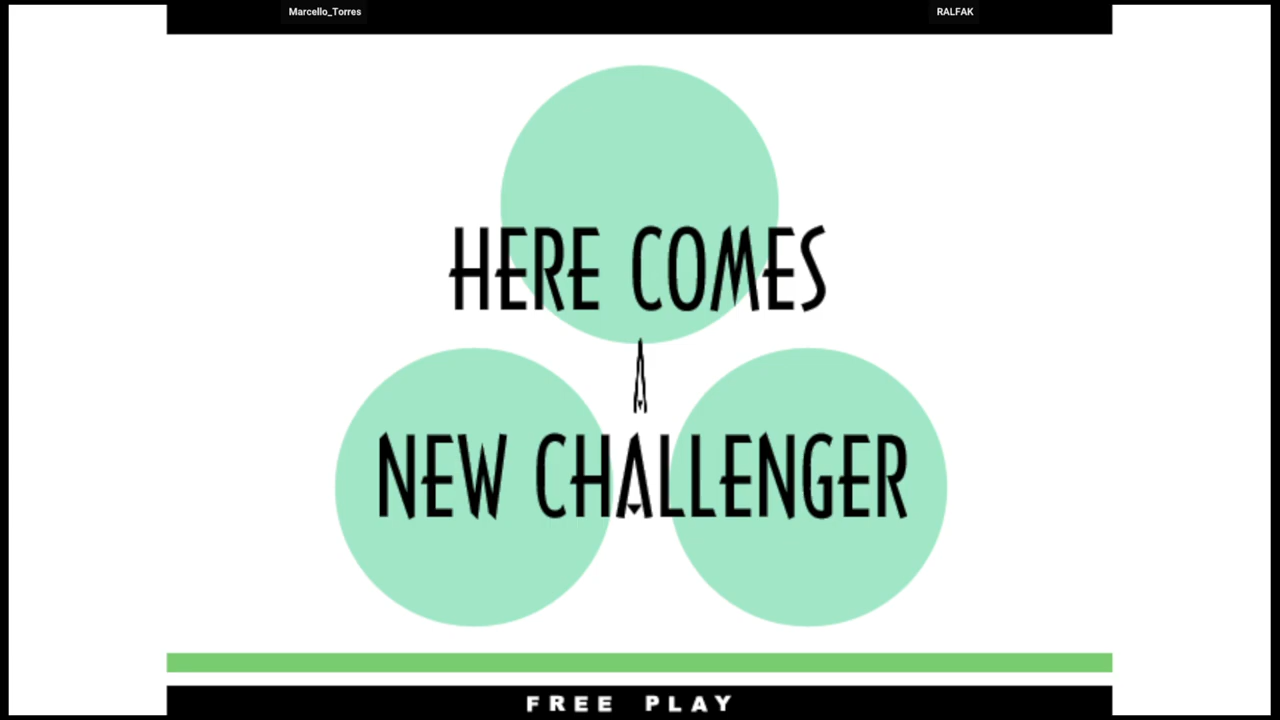 Marcello_Torres RALFAK
HERE COMES
A
NEW CHALLENGER
FREE PLAY